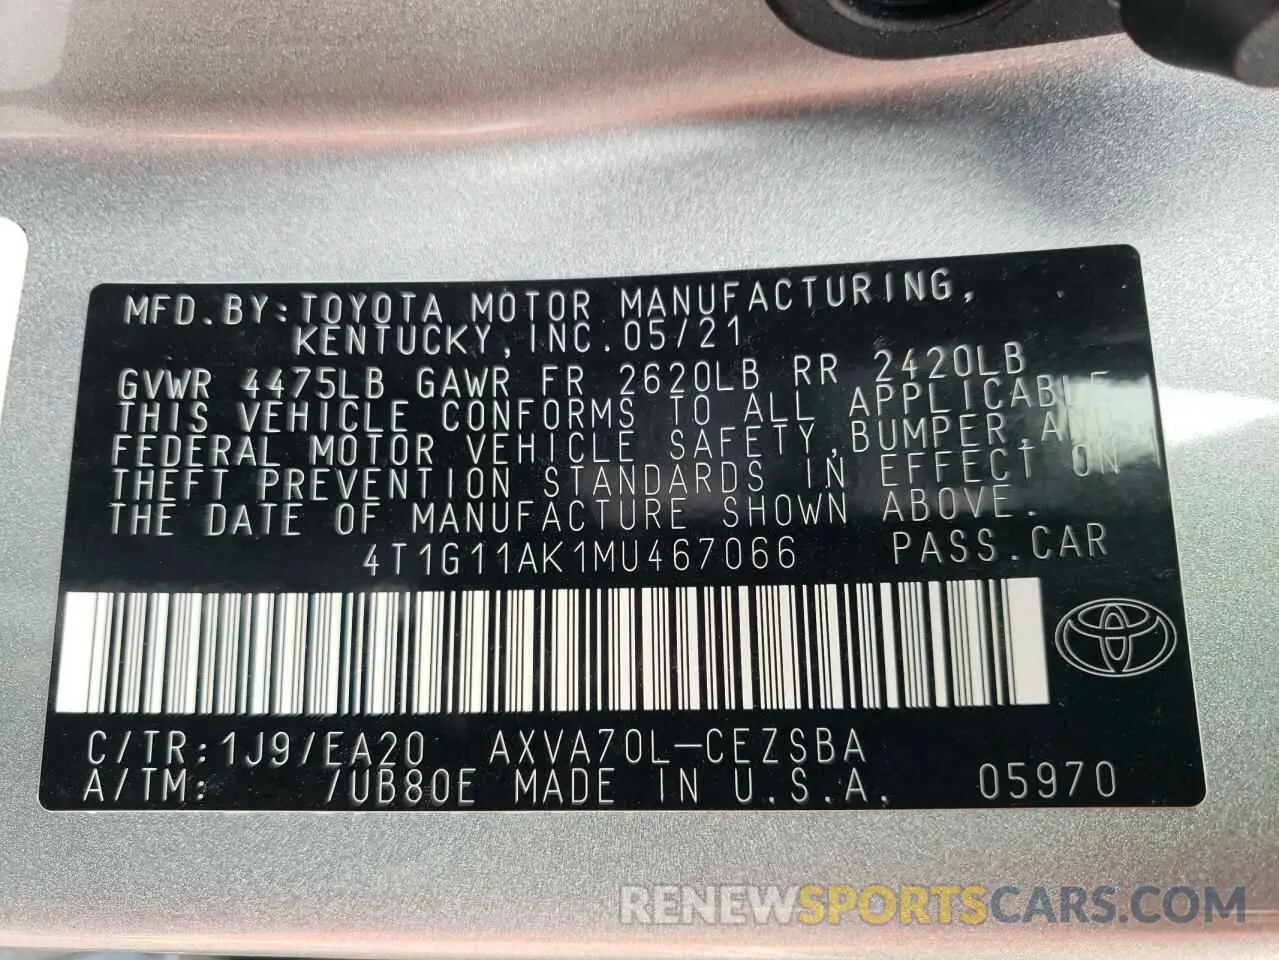 MFD.BY:TOYOTA MOTOR MANUFACTURING,
KENTUCKY,INC.05/21
GVWR 4475LB GAWR FR 2620LB RR 2420LB
THIS VEHICLE CONFORMS TO ALL APPLICABLE
FEDERAL MOTOR VEHICLE SAFETY,BUMPER,AND
THEFT PREVENTION STANDARDS IN EFFECT ON
THE DATE OF MANUFACTURE SHOWN ABOVE.
4T1G11AK1MU467066 PASS.CAR
C/TR:1J9/EA20 AXVA70L-CEZSBA
A/TM: /UB80E MADE IN U.S.A. 05970
RENEWSPORTSCARS.COM